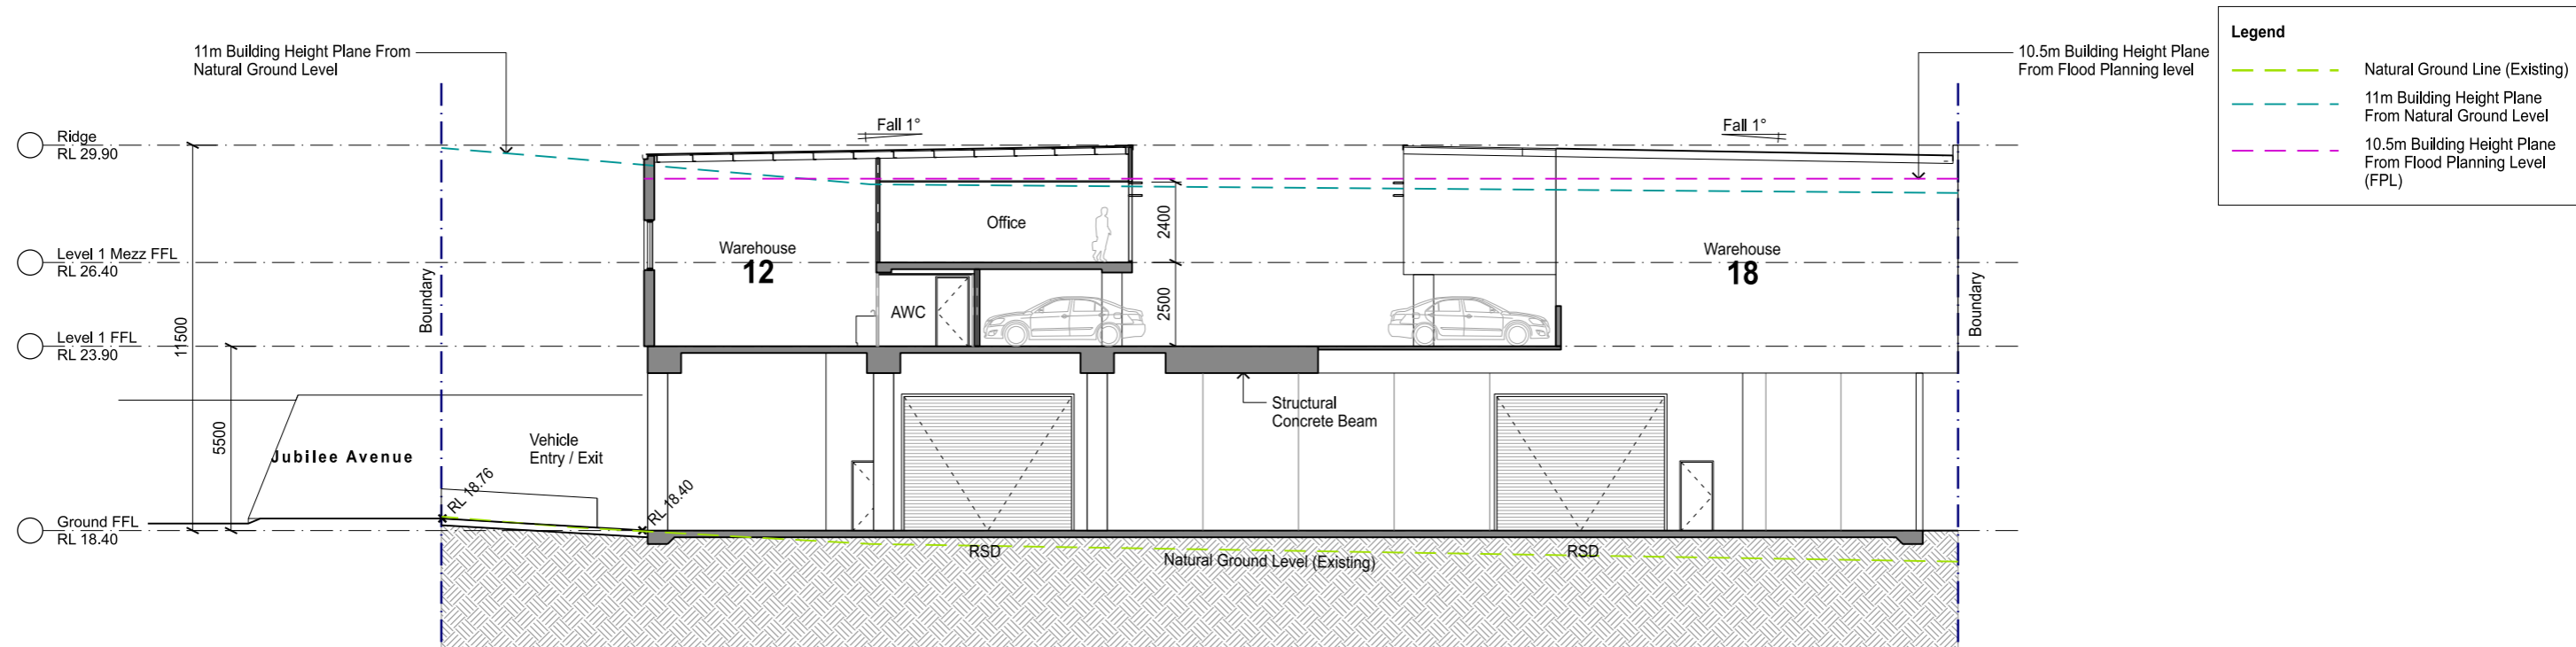 11m Building Height Plane From
Natural Ground Level
10.5m Building Height Plane
From Flood Planning level
Legend
Natural Ground Line (Existing)
11m Building Height Plane
From Natural Ground Level
10.5m Building Height Plane
From Flood Planning Level
(FPL)
Ridge
RL 29.90
Fall 1°
Fall 1°
Level 1 Mezz FFL
RL 26.40
Level 1 FFL
RL 23.90
Ground FFL
RL 18.40
11500
5500
Boundary
Warehouse
12
Office
AWC
2400
2500
Warehouse
18
Boundary
Structural
Concrete Beam
Jubilee Avenue
Vehicle
Entry / Exit
RL 18.76
RL 18.40
RSD
RSD
Natural Ground Level (Existing)